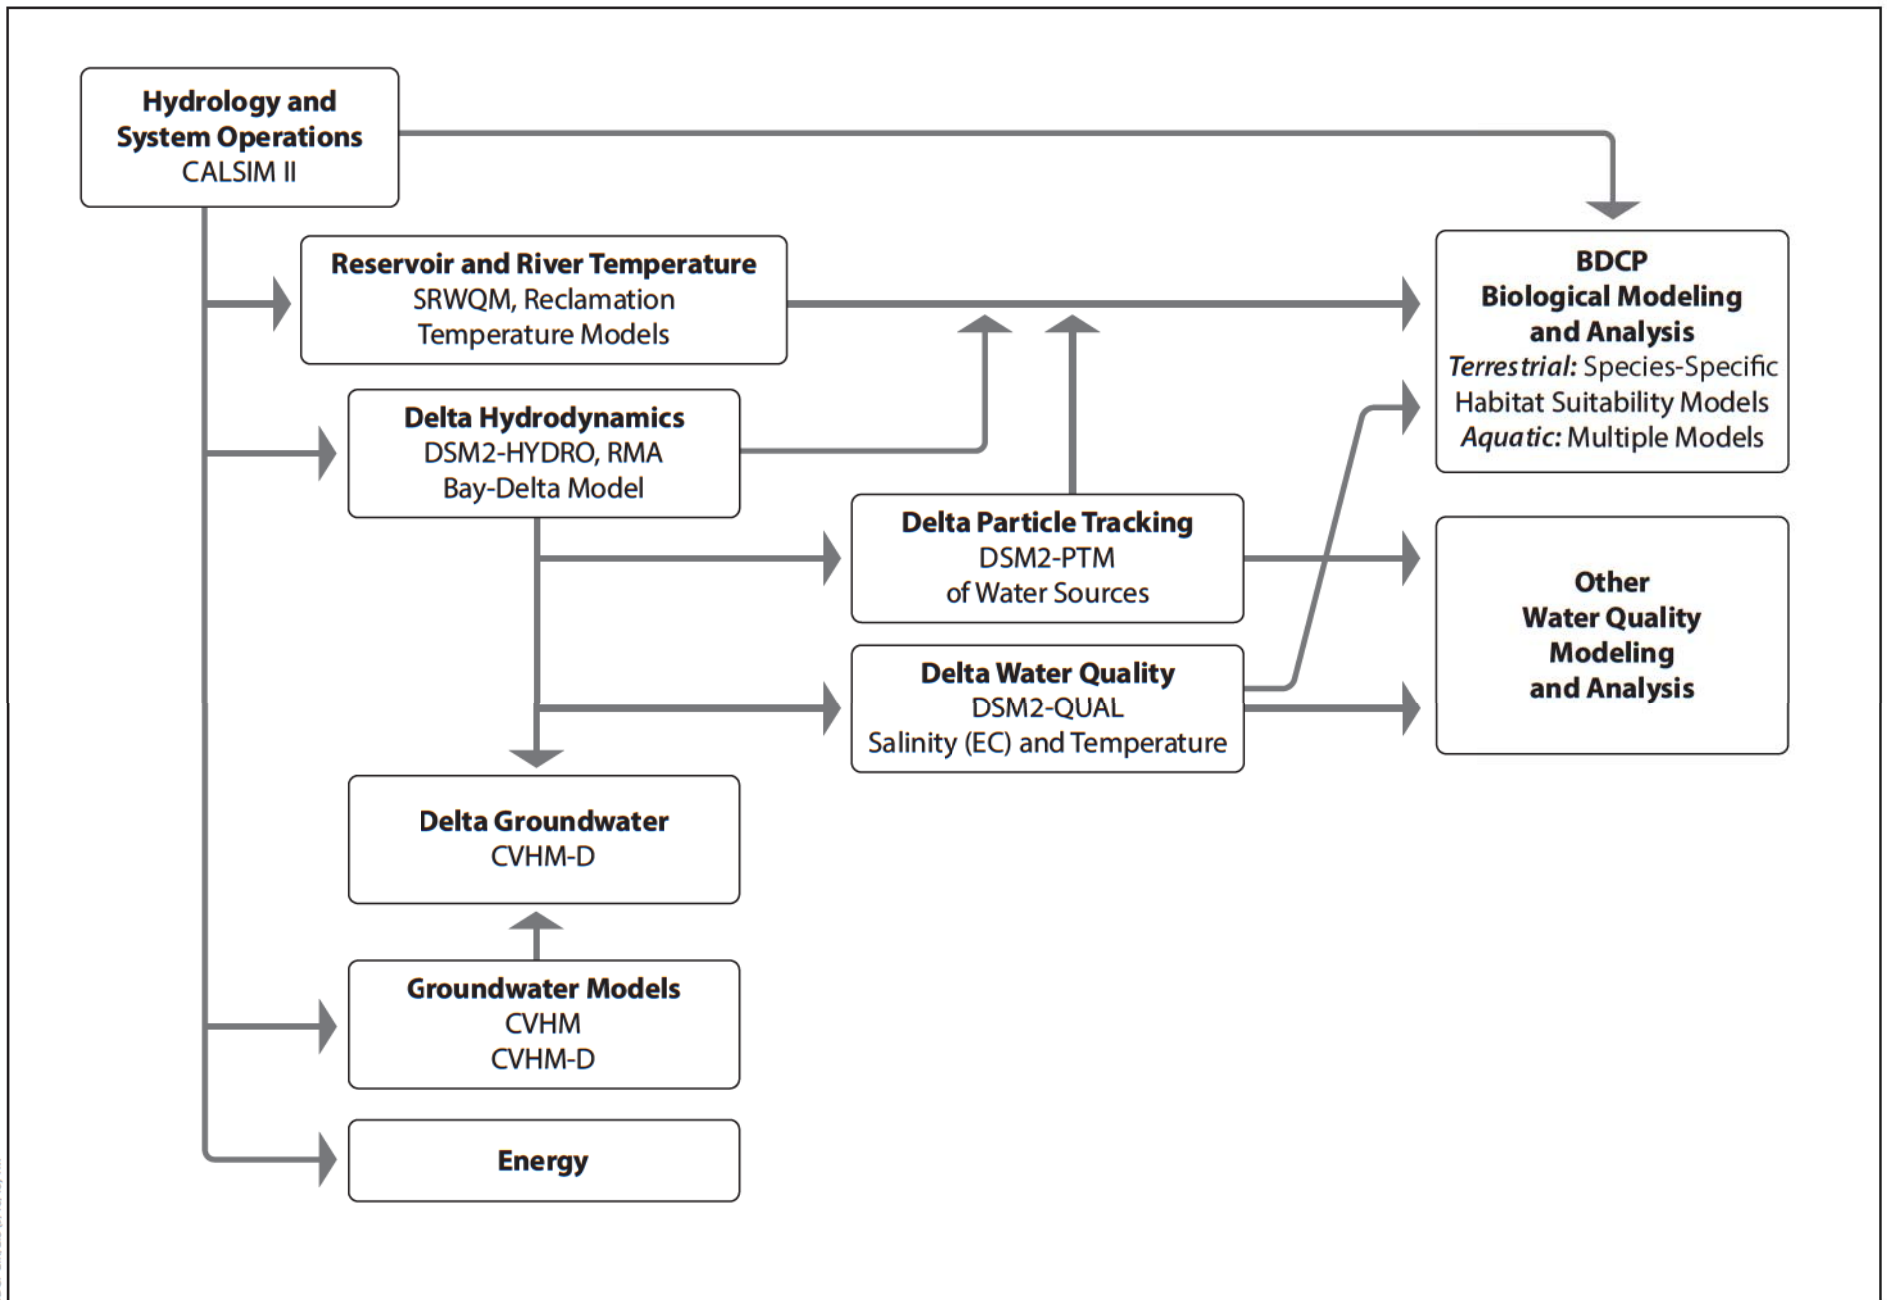 Hydrology and
System Operations
CALSIM II
Reservoir and River Temperature
SRWQM, Reclamation
Temperature Models
BDCP
Biological Modeling
and Analysis
Terrestrial: Species-Specific
Habitat Suitability Models
Aquatic: Multiple Models
Delta Hydrodynamics
DSM2-HYDRO, RMA
Bay-Delta Model
Delta Particle Tracking
DSM2-PTM
of Water Sources
Other
Water Quality
Modeling
and Analysis
Delta Water Quality
DSM2-QUAL
Salinity (EC) and Temperature
Delta Groundwater
CVHM-D
Groundwater Models
CVHM
CVHM-D
Energy